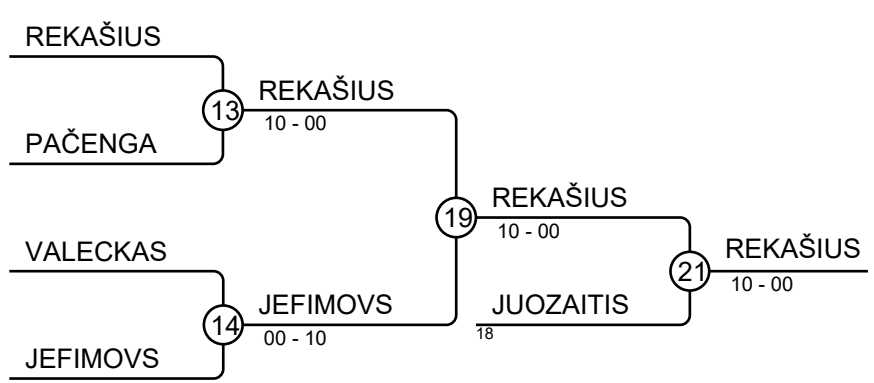 REKAŠIUS
13
REKAŠIUS
10 - 00
PAČENGA
19
REKAŠIUS
10 - 00
VALECKAS
21
REKAŠIUS
10 - 00
14
JEFIMOVS
00 - 10
JUOZAITIS
18
JEFIMOVS